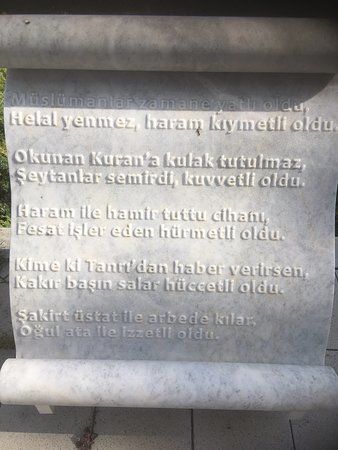 Müslümanlar zamane yatlı oldu,
Helal yenmez, haram kıymetli oldu.
Okunan Kuran'a kulak tutulmaz,
Şeytanlar semirdi, kuvvetli oldu.
Haram ile hamir tuttu cihanı,
Fesat işler eden hürmetli oldu.
Kime ki Tanrı'dan haber verirsen,
Kakır başın salar hüccetli oldu.
Şakirt üstat ile arbede kılar,
Oğul ata ile izzetli oldu.